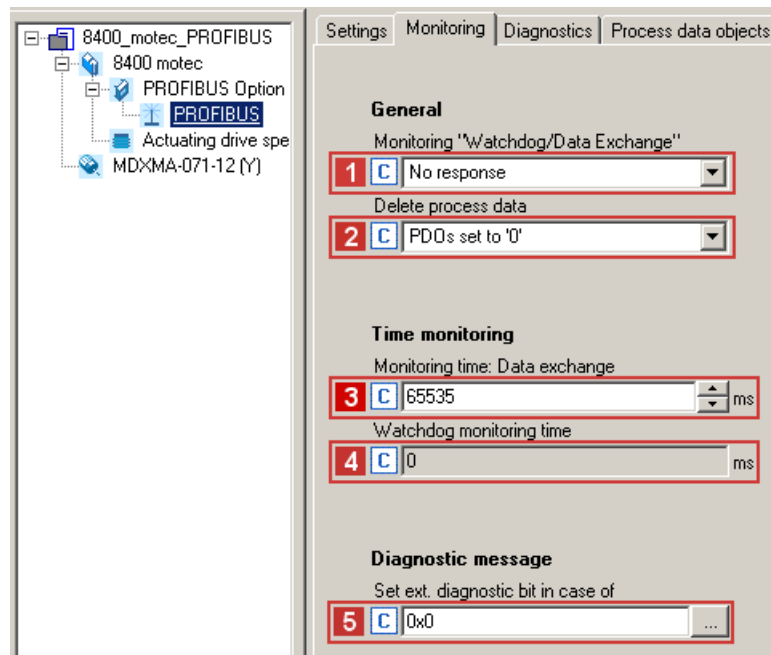 8400_motec_PROFIBUS
8400 motec
PROFIBUS Option
PROFIBUS
Actuating drive spe
MDXMA-071-12 (Y)
Settings Monitoring Diagnostics Process data objects
General
Monitoring "Watchdog/Data Exchange"
1 C No response
Delete process data
2 C PDOs set to '0'
Time monitoring
Monitoring time: Data exchange
3 C 65535 ms
Watchdog monitoring time
4 C 0 ms
Diagnostic message
Set ext. diagnostic bit in case of
5 C 0x0 ...